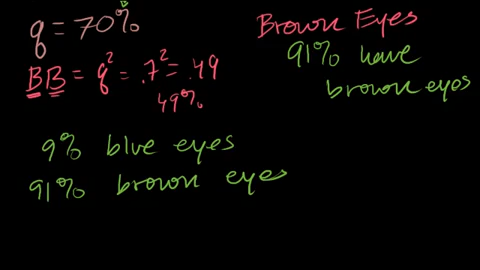 q = 70%
BB = q² = .7² = .49
49%
9% blue eyes
91% brown eyes
Brown Eyes
91% have
brown eyes